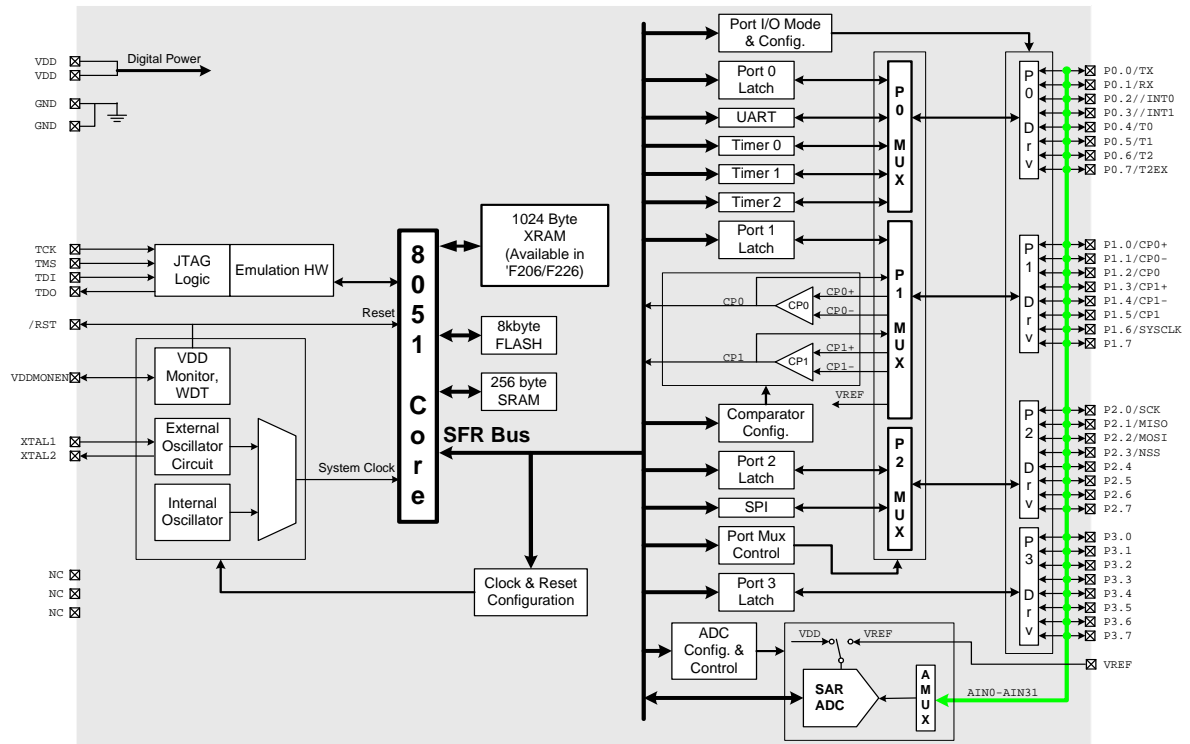 VDD
VDD
Digital Power
GND
GND
TCK
TMS
TDI
TDO
JTAG
Logic
Emulation HW
/RST
Reset
VDD
Monitor,
WDT
VDDMONEN
XTAL1
XTAL2
External
Oscillator
Circuit
Internal
Oscillator
System Clock
NC
NC
NC
8
0
5
1
C
o
r
e
1024 Byte
XRAM
(Available in
'F206/F226)
8kbyte
FLASH
256 byte
SRAM
SFR Bus
Clock & Reset
Configuration
Port I/O Mode
& Config.
Port 0
Latch
UART
Timer 0
Timer 1
Timer 2
Port 1
Latch
CP0
CP0
CP0+
CP0-
CP1
CP1
CP1+
CP1-
VREF
Comparator
Config.
Port 2
Latch
SPI
Port Mux
Control
Port 3
Latch
ADC
Config. &
Control
VDD
VREF
SAR
ADC
A
M
U
X
AIN0-AIN31
P
0
M
U
X
P
1
M
U
X
P
2
M
U
X
P
0
D
r
v
P
1
D
r
v
P
2
D
r
v
P
3
D
r
v
P0.0/TX
P0.1/RX
P0.2//INT0
P0.3//INT1
P0.4/T0
P0.5/T1
P0.6/T2
P0.7/T2EX
P1.0/CP0+
P1.1/CP0-
P1.2/CP0
P1.3/CP1+
P1.4/CP1-
P1.5/CP1
P1.6/SYSCLK
P1.7
P2.0/SCK
P2.1/MISO
P2.2/MOSI
P2.3/NSS
P2.4
P2.5
P2.6
P2.7
P3.0
P3.1
P3.2
P3.3
P3.4
P3.5
P3.6
P3.7
VREF